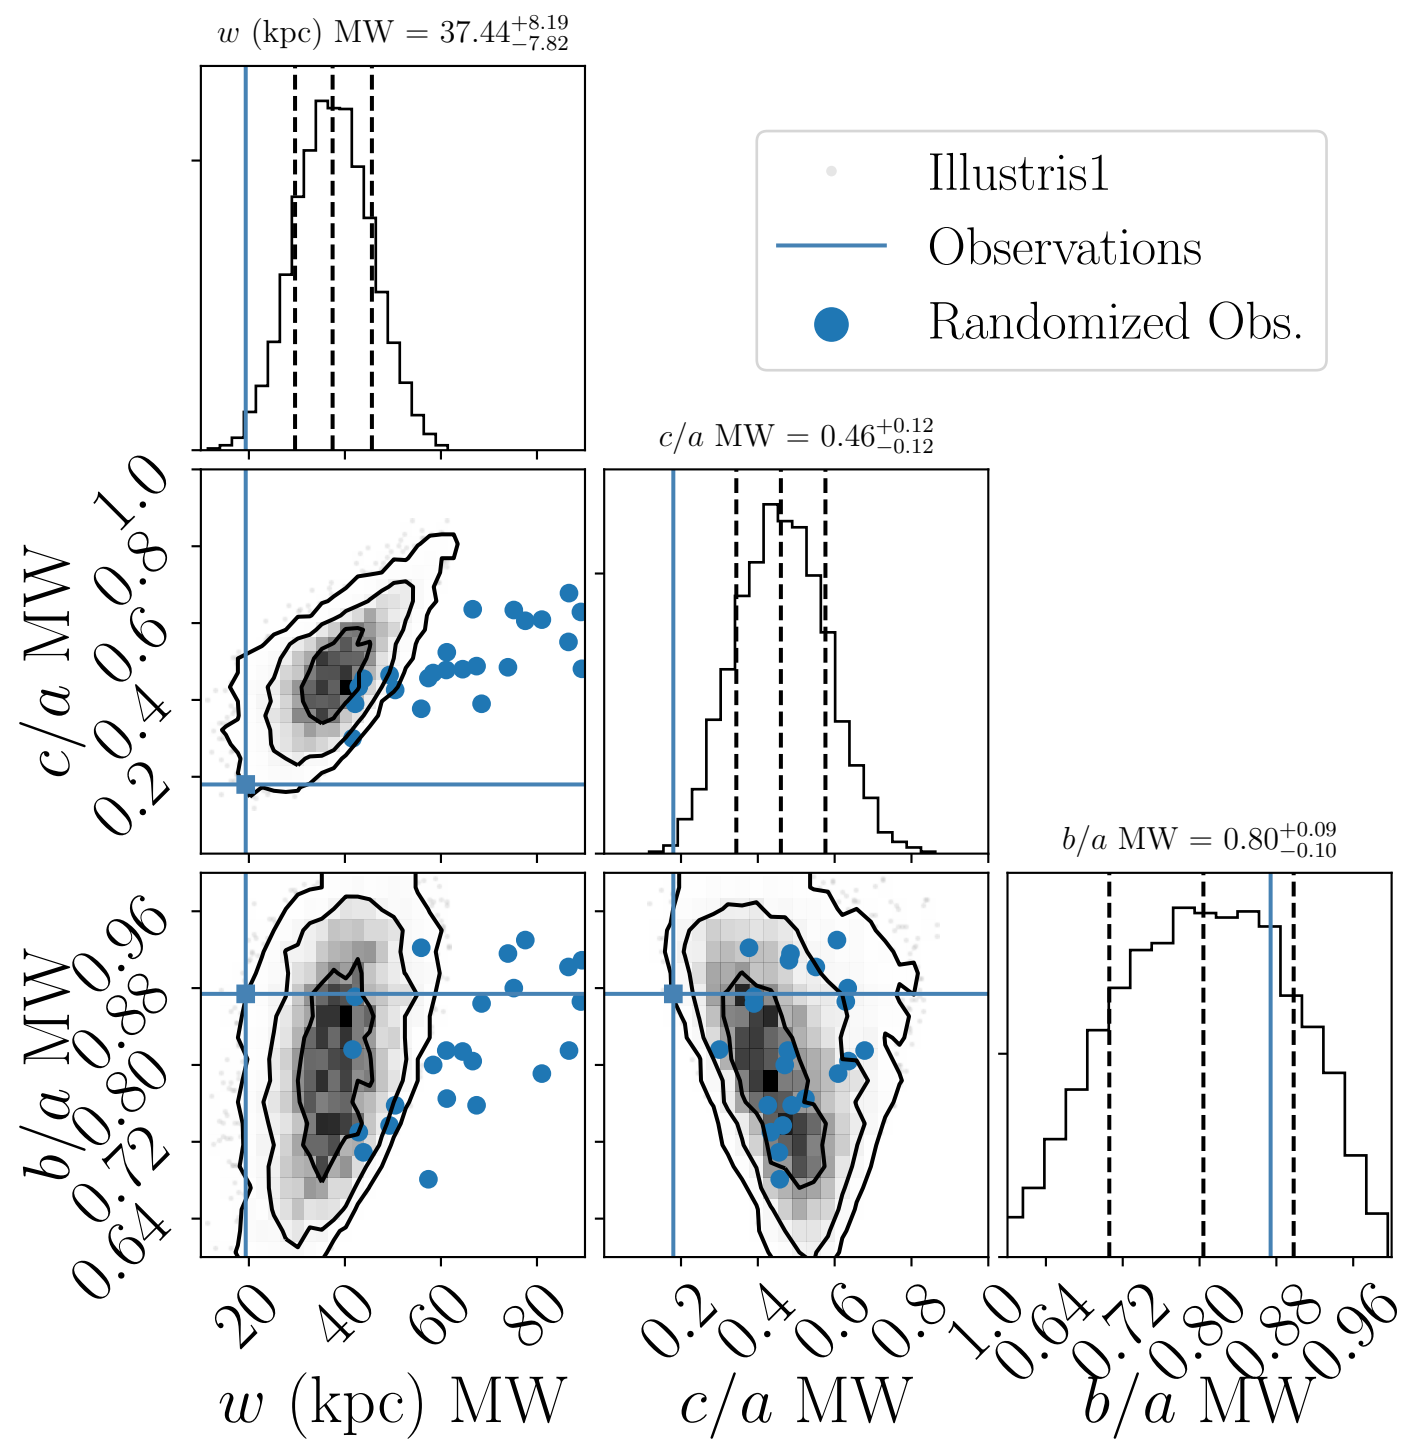 w (kpc) MW = 37.44+8.19−7.82
Illustris1
Observations
Randomized Obs.
c/a MW = 0.46+0.12−0.12
1.0
0.8
0.6
0.4
0.2
c/a MW
b/a MW = 0.80+0.09−0.10
0.96
0.88
0.80
0.72
0.64
b/a MW
20 40 60 80
0.2 0.4 0.6 0.8 1.0
0.64 0.72 0.80 0.88 0.96
w (kpc) MW
c/a MW
b/a MW